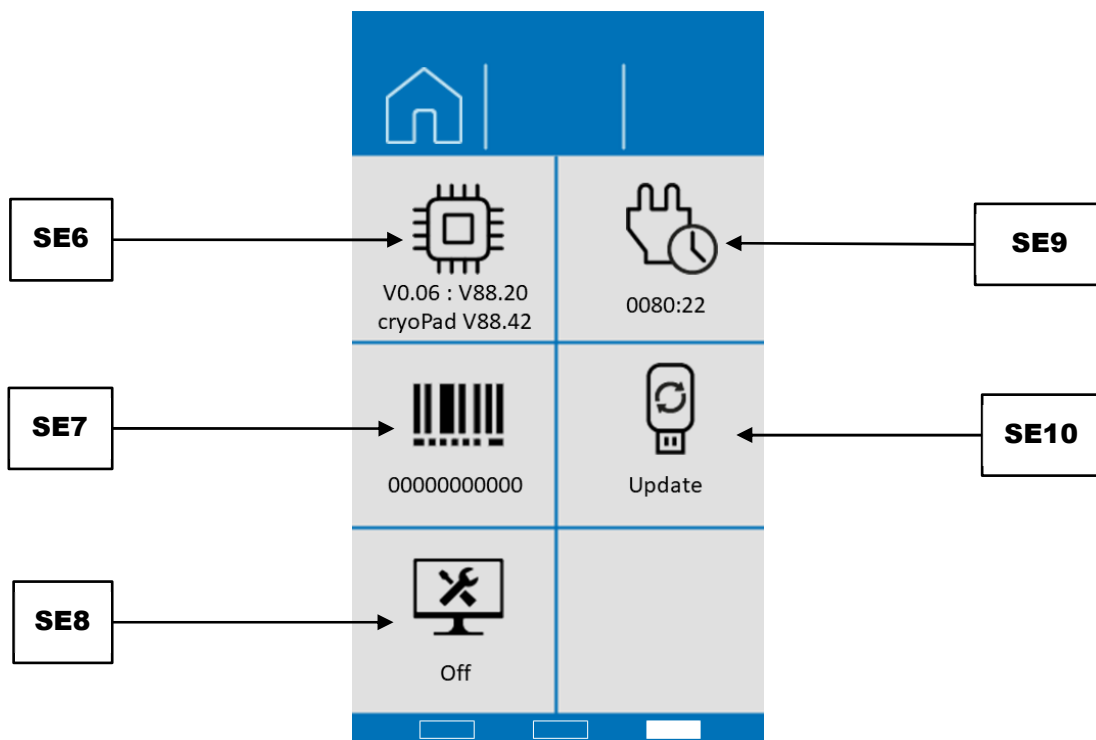 SE6
V0.06 : V88.20
cryoPad V88.42
SE9
0080:22
SE7
00000000000
SE10
Update
SE8
Off